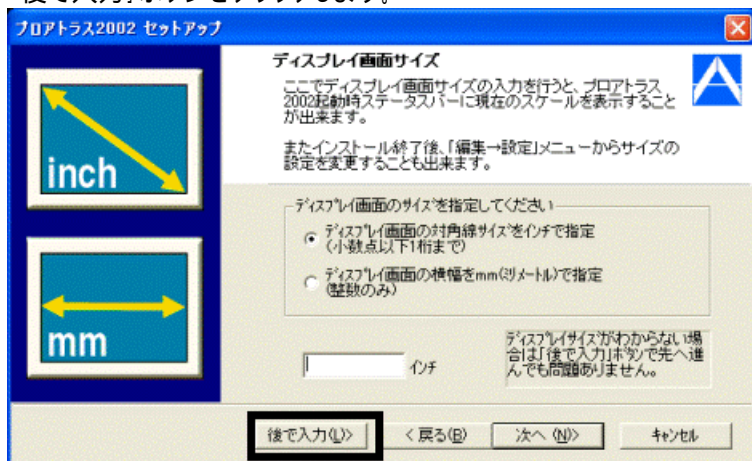 後で入力」ボタンをクリックします。
プロアトラス2002 セットアップ
ディスプレイ画面サイズ
ここでディスプレイ画面サイズの入力を行うと、プロアトラス
2002起動時ステータスバーに現在のスケールを表示すること
が出来ます。
またインストール終了後、「編集→設定」メニューからサイズの
設定を変更することも出来ます。
inch
mm
ディスプレイ画面のサイズを指定してください
ディスプレイ画面の対角線サイズをインチで指定
(小数点以下1桁まで)
ディスプレイ画面の横幅をmm(ミリメートル)で指定
(整数のみ)
インチ
ディスプレイサイズがわからない場
合は「後で入力」ボタンで先へ進
んでも問題ありません。
後で入力(L)>
< 戻る(B)
次へ (N)>
キャンセル